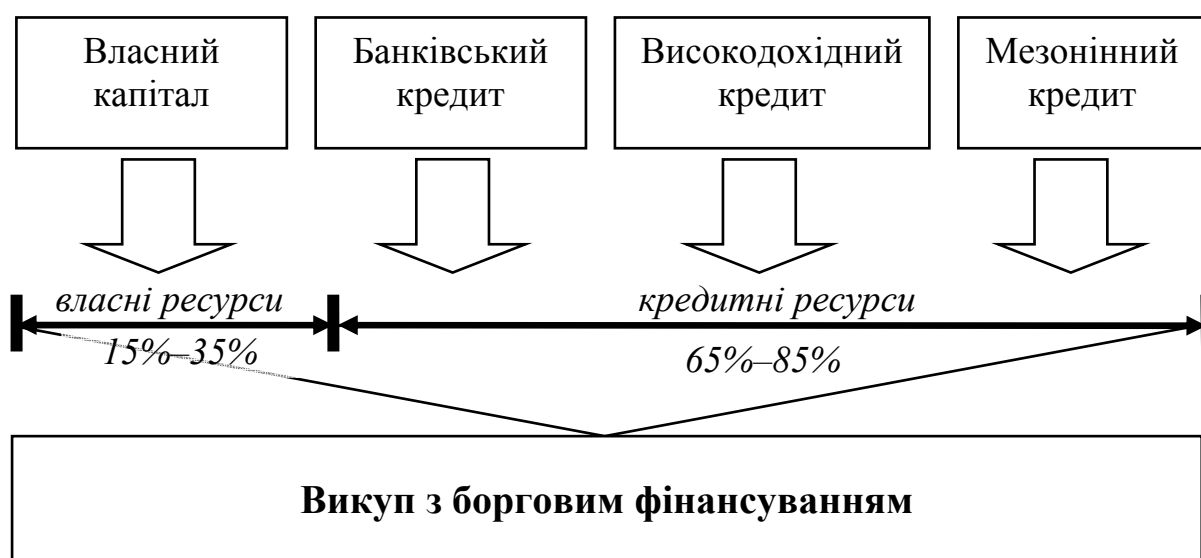 Власний
капітал
Банківський
кредит
Високодохідний
кредит
Мезонінний
кредит
власні ресурси
кредитні ресурси
15%–35%
65%–85%
Викуп з борговим фінансуванням